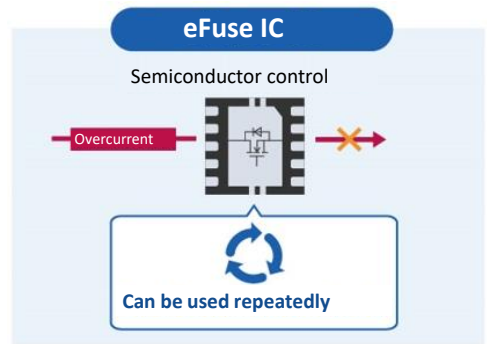 eFuse IC
Semiconductor control
Overcurrent
Can be used repeatedly